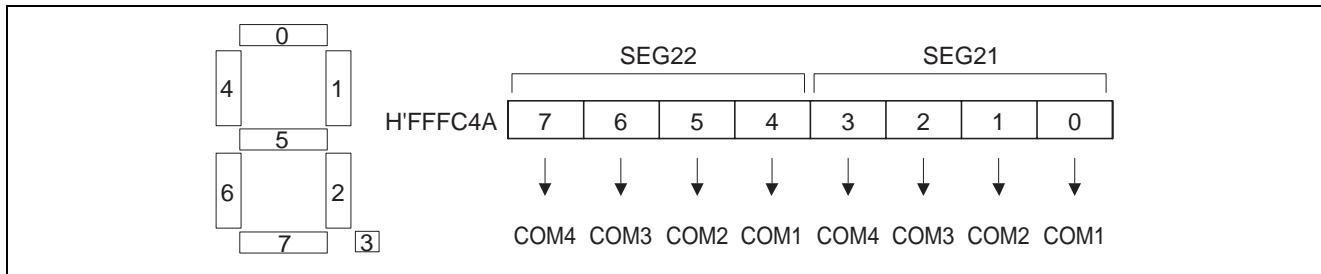 0
4 1
5
6 2
7 3
SEG22 SEG21
H'FFFC4A 7 6 5 4 3 2 1 0
COM4 COM3 COM2 COM1 COM4 COM3 COM2 COM1